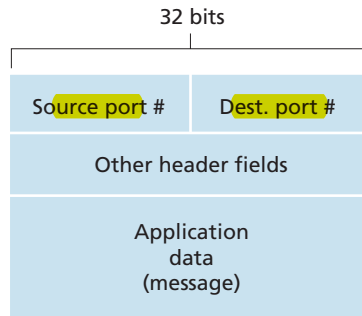 32 bits
Source port #
Dest. port #
Other header fields
Application
data
(message)